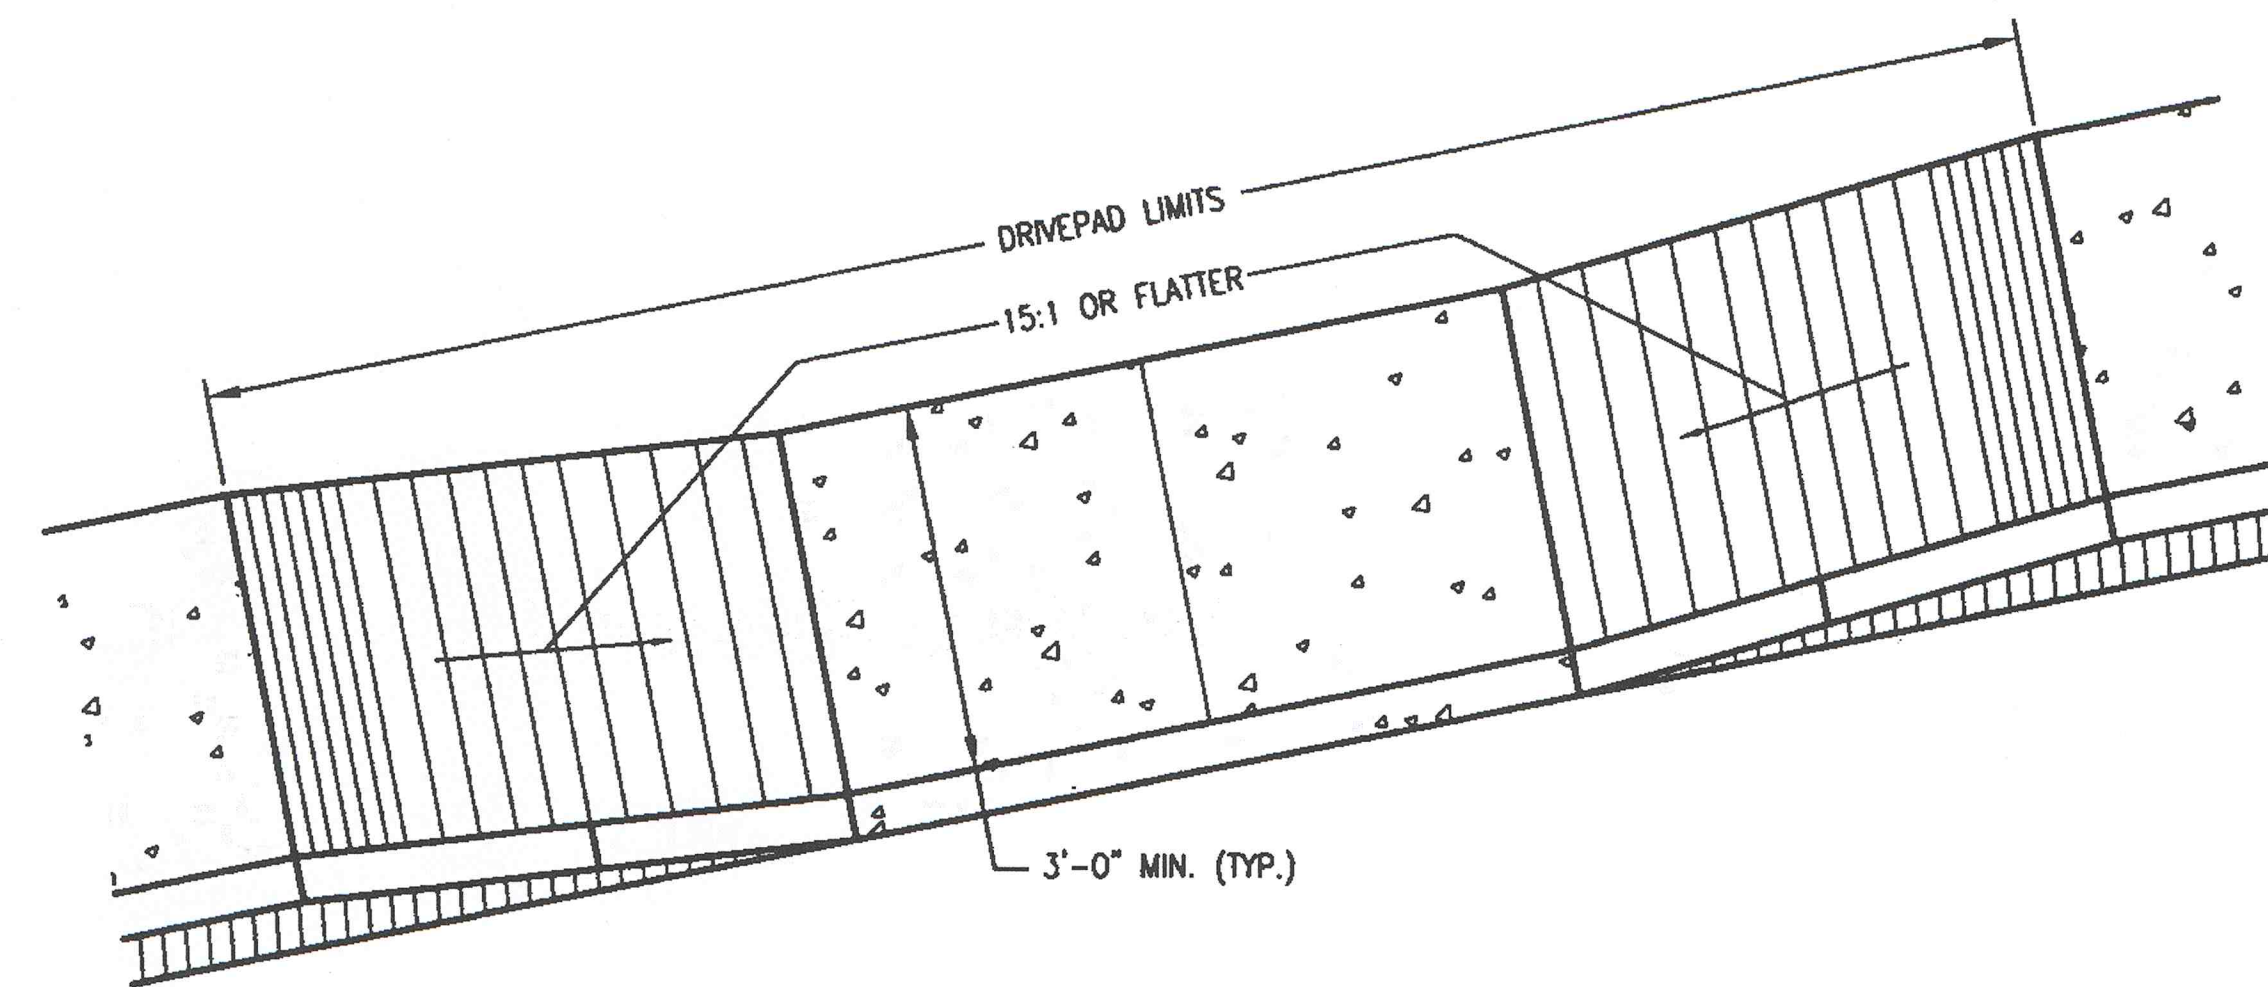 DRIVEPAD LIMITS
15:1 OR FLATTER
3'-0" MIN. (TYP.)